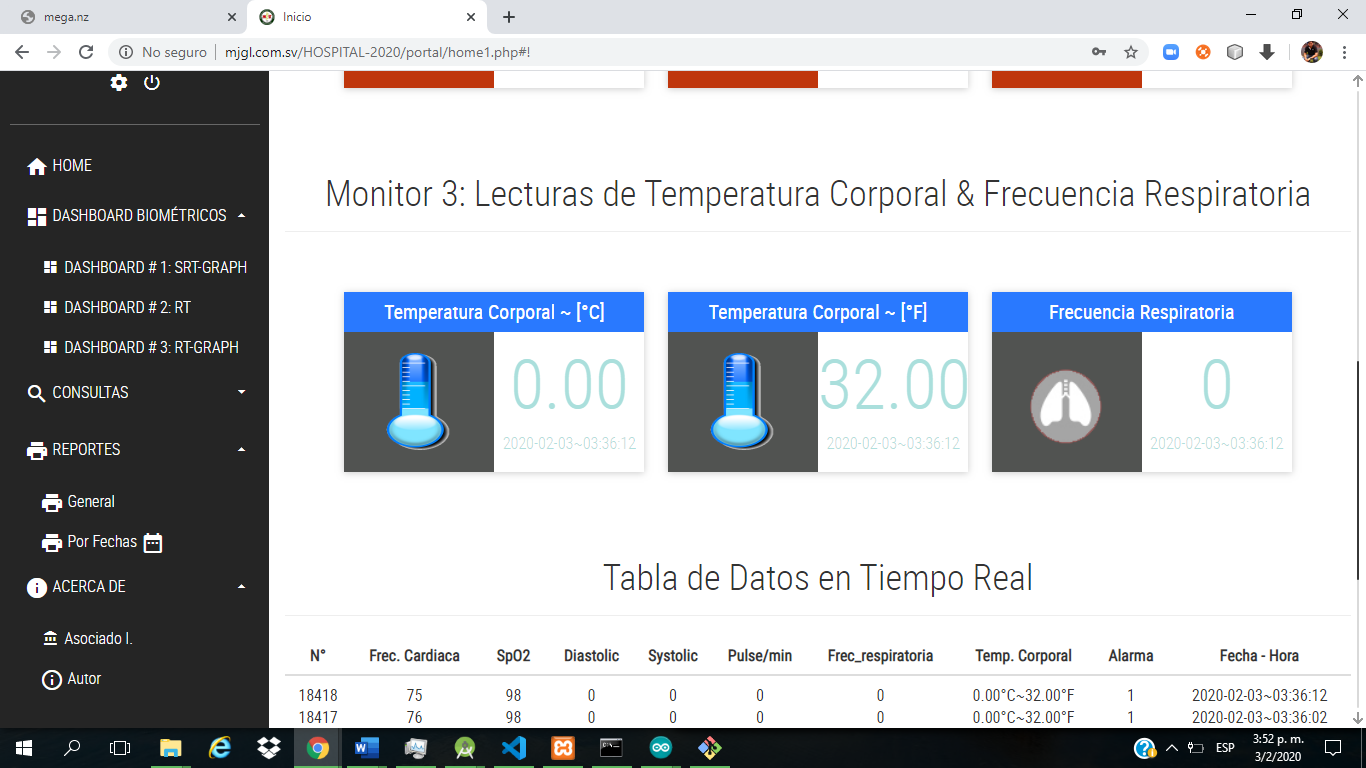 mega.nz
Inicio
No seguro
mjgl.com.sv/HOSPITAL-2020/portal/home1.php#!
HOME
DASHBOARD BIOMÉTRICOS
DASHBOARD # 1: SRT-GRAPH
DASHBOARD # 2: RT
DASHBOARD # 3: RT-GRAPH
CONSULTAS
REPORTES
General
Por Fechas
ACERCA DE
Asociado I.
Autor
Monitor 3: Lecturas de Temperatura Corporal & Frecuencia Respiratoria
Temperatura Corporal ~ [°C]
0.00
2020-02-03~03:36:12
Temperatura Corporal ~ [°F]
32.00
2020-02-03~03:36:12
Frecuencia Respiratoria
0
2020-02-03~03:36:12
Tabla de Datos en Tiempo Real
N° Frec. Cardiaca SpO2 Diastolic Systolic Pulse/min Frec_respiratoria Temp. Corporal Alarma Fecha - Hora
18418 75 98 0 0 0 0 0.00°C~32.00°F 1 2020-02-03~03:36:12
18417 76 98 0 0 0 0 0.00°C~32.00°F 1 2020-02-03~03:36:02
ESP
3:52 p. m.
3/2/2020